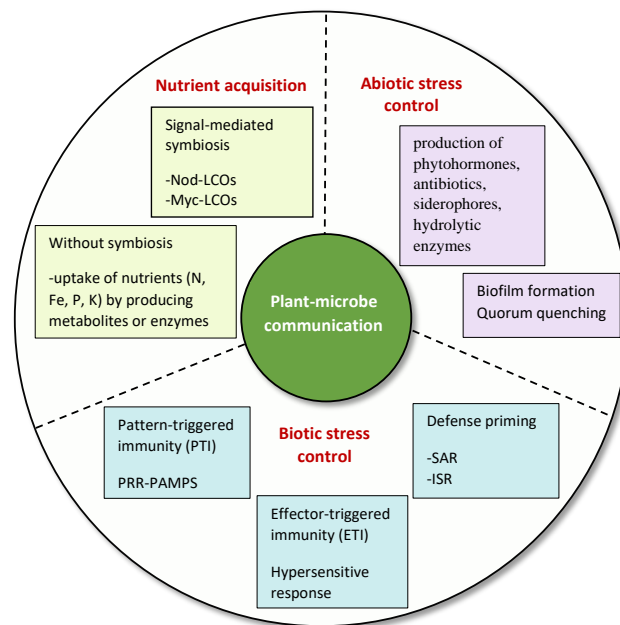 Nutrient acquisition
Signal-mediated
symbiosis
-Nod-LCOs
-Myc-LCOs
Without symbiosis
-uptake of nutrients (N,
Fe, P, K) by producing
metabolites or enzymes
Abiotic stress
control
production of
phytohormones,
antibiotics,
siderophores,
hydrolytic
enzymes
Biofilm formation
Quorum quenching
Plant-microbe
communication
Biotic stress
control
Pattern-triggered
immunity (PTI)
PRR-PAMPS
Effector-triggered
immunity (ETI)
Hypersensitive
response
Defense priming
-SAR
-ISR